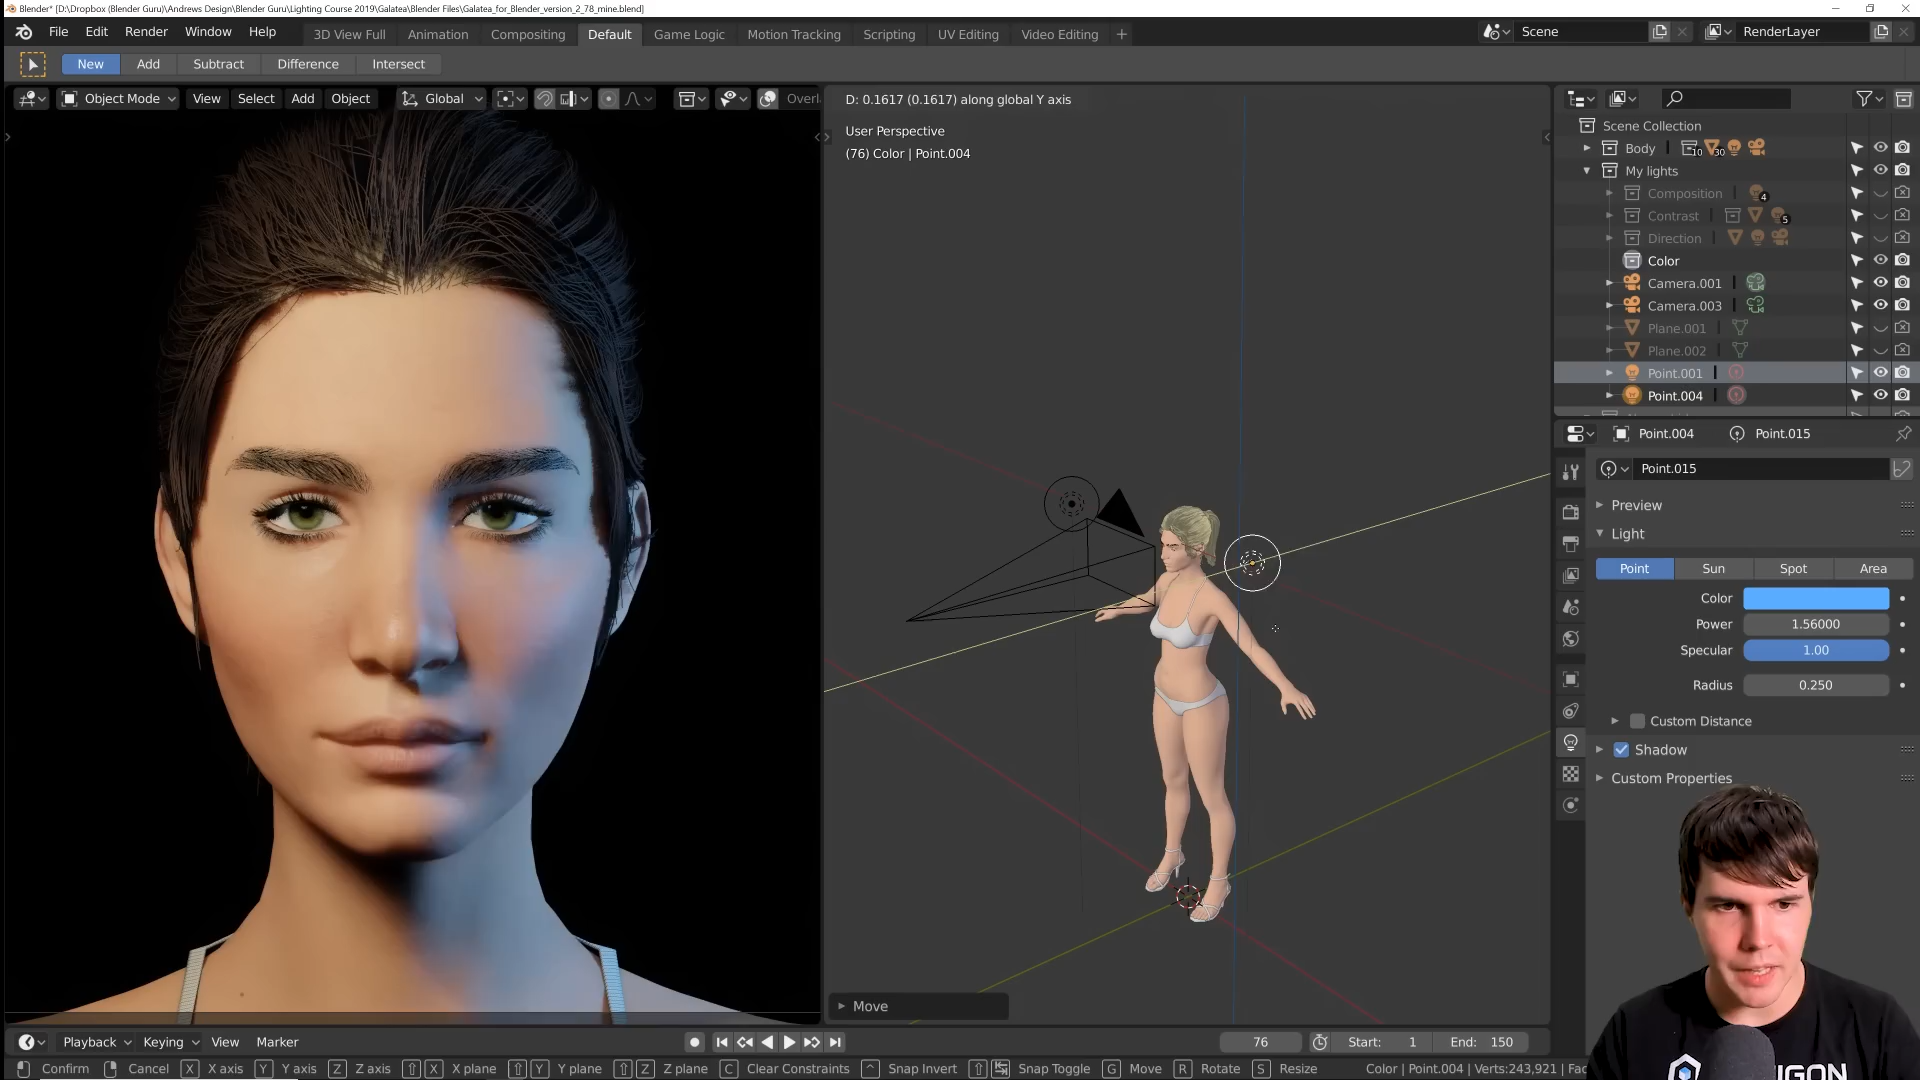 Blender* [D:\Dropbox (Blender Guru)\Andrews Design\Blender Guru\Lighting Course 2019\Galatea\Blender Files\Galatea_for_Blender_version_2_78_mine.blend]
File Edit Render Window Help 3D View Full Animation Compositing Default Game Logic Motion Tracking Scripting UV Editing Video Editing + Scene RenderLayer
New Add Subtract Difference Intersect
Object Mode View Select Add Object Global Overl
D: 0.1617 (0.1617) along global Y axis
User Perspective
(76) Color | Point.004
Scene Collection
Body 10 30
My lights
Composition 4
Contrast 5
Direction
Color
Camera.001
Camera.003
Plane.001
Plane.002
Point.001
Point.004
Point.004 Point.015
Point.015
Preview
Light
Point Sun Spot Area
Color
Power 1.56000
Specular 1.00
Radius 0.250
Custom Distance
Shadow
Custom Properties
Move
Playback Keying View Marker 76 Start: 1 End: 150
Confirm Cancel X X axis Y Y axis Z Z axis X X plane Y Y plane Z Z plane C Clear Constraints Snap Invert Snap Toggle G Move R Rotate S Resize Color | Point.004 | Verts:243,921 | Fac
IGON